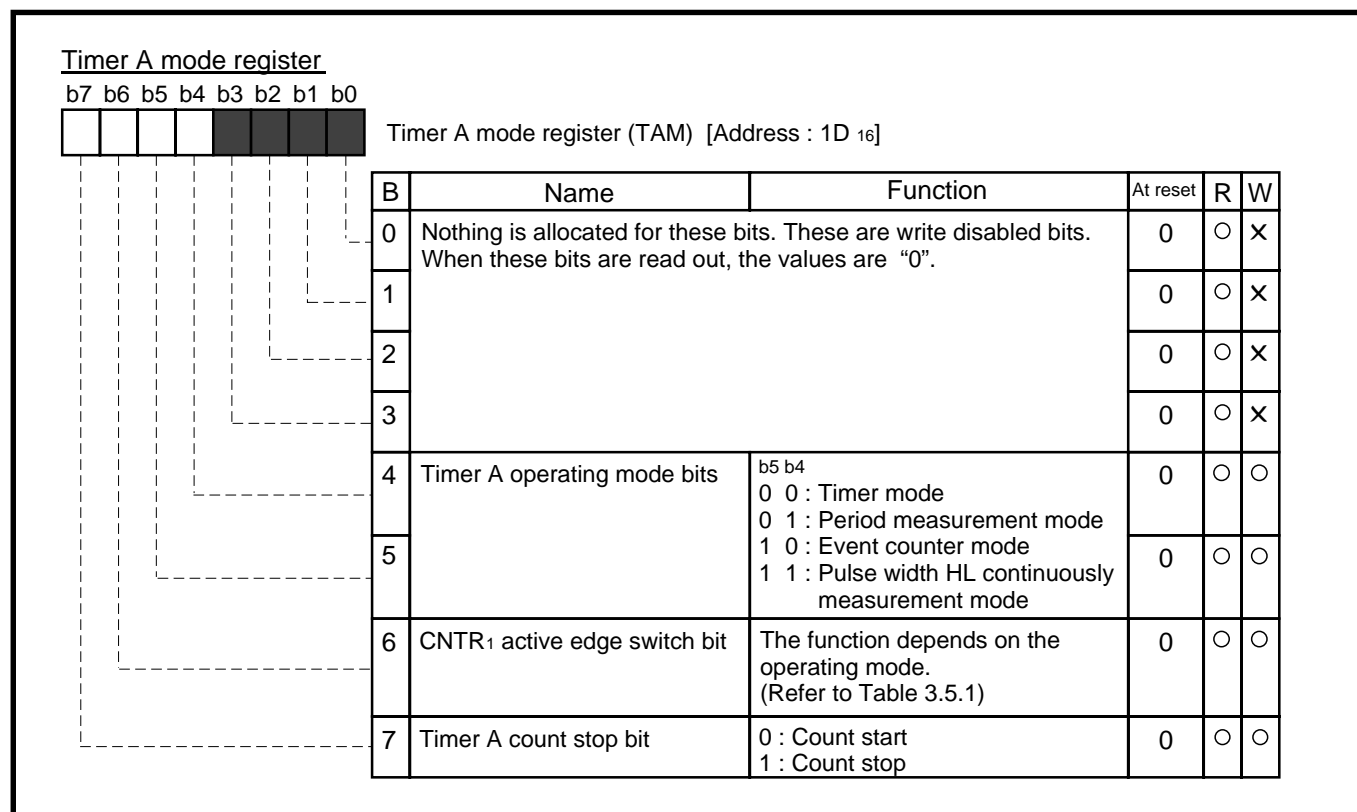 Timer A mode register
b7 b6 b5 b4 b3 b2 b1 b0
Timer A mode register (TAM) [Address : 1D 16]
B Name Function At reset R W
0 Nothing is allocated for these bits. These are write disabled bits. 0 ○ ×
When these bits are read out, the values are “0”.
1 0 ○ ×
2 0 ○ ×
3 0 ○ ×
4 Timer A operating mode bits b5 b4 0 ○ ○
0 0 : Timer mode
0 1 : Period measurement mode
5 1 0 : Event counter mode 0 ○ ○
1 1 : Pulse width HL continuously
measurement mode
6 CNTR1 active edge switch bit The function depends on the 0 ○ ○
operating mode.
(Refer to Table 3.5.1)
7 Timer A count stop bit 0 : Count start 0 ○ ○
1 : Count stop